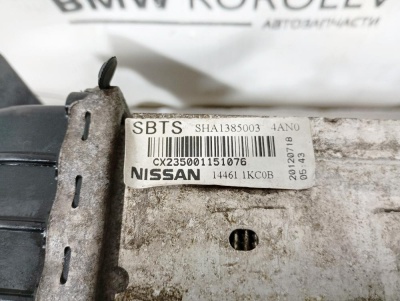 BMW KOROLEV
АВТОЗАПЧАСТИ
SBTS SHA1385003 4AN0
CX235001151076
NISSAN 14461 1KC0B
20120718
05:43